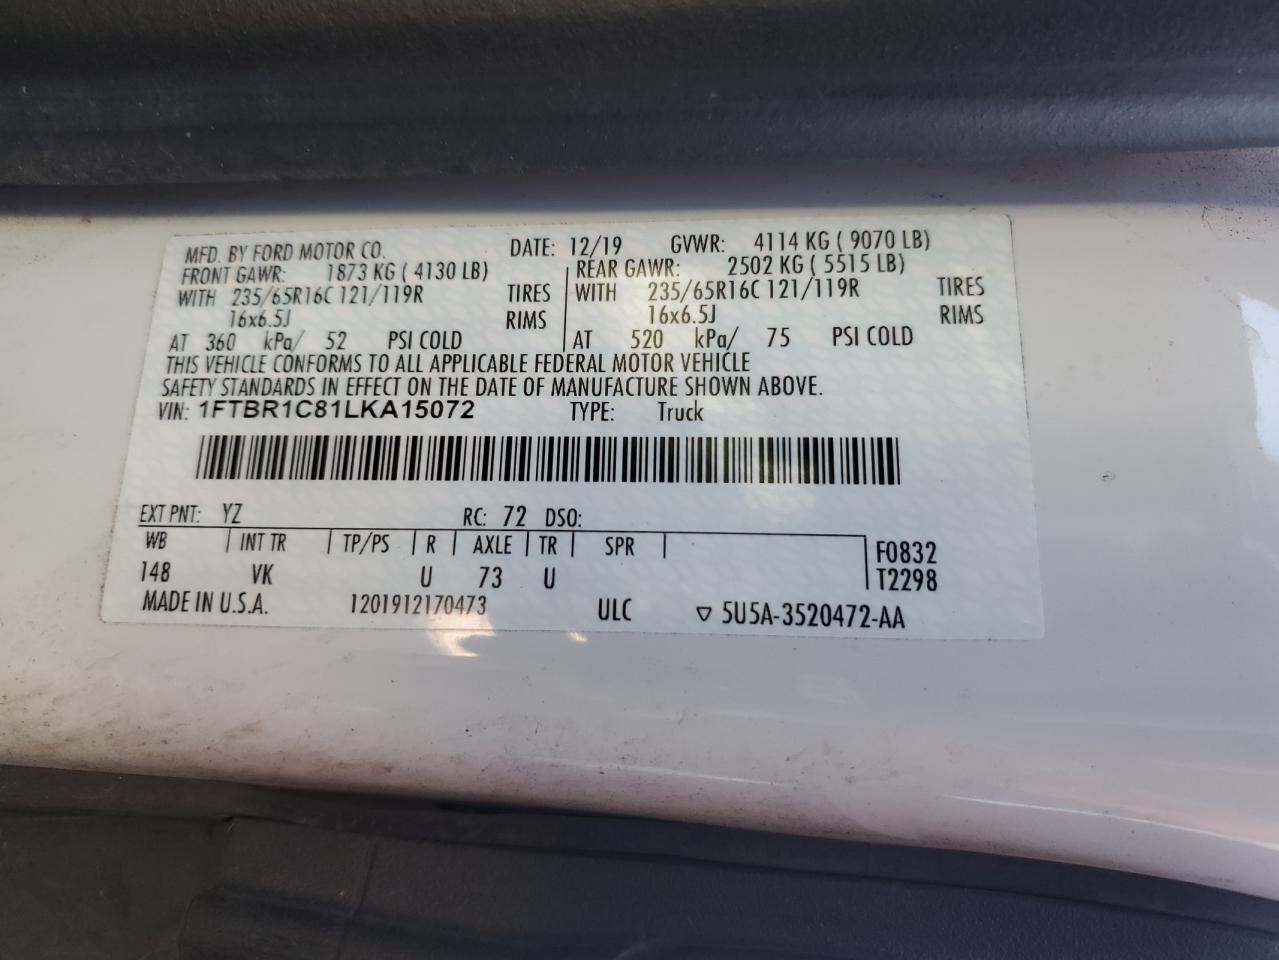 MFD. BY FORD MOTOR CO. DATE: 12/19 GVWR: 4114 KG ( 9070 LB)
FRONT GAWR: 1873 KG ( 4130 LB) REAR GAWR: 2502 KG ( 5515 LB)
WITH 235/65R16C 121/119R TIRES WITH 235/65R16C 121/119R TIRES
16x6.5J RIMS 16x6.5J RIMS
AT 360 kPa/ 52 PSI COLD AT 520 kPa/ 75 PSI COLD
THIS VEHICLE CONFORMS TO ALL APPLICABLE FEDERAL MOTOR VEHICLE
SAFETY STANDARDS IN EFFECT ON THE DATE OF MANUFACTURE SHOWN ABOVE.
VIN: 1FTBR1C81LKA15072 TYPE: Truck
EXT PNT: YZ RC: 72 DSO:
WB INT TR TP/PS R AXLE TR SPR F0832
148 VK U 73 U T2298
MADE IN U.S.A. 1201912170473 ULC ▽ 5U5A-3520472-AA